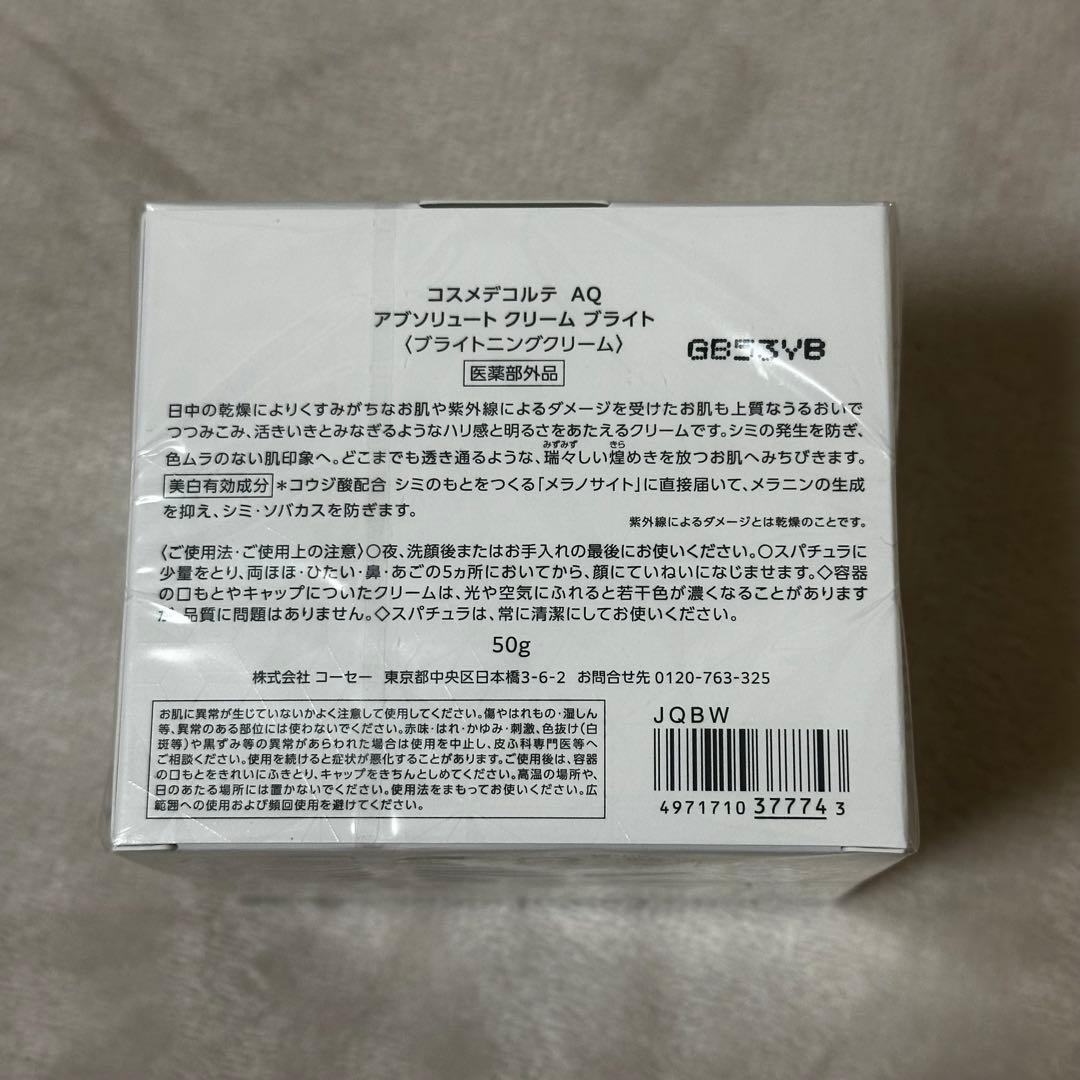 コスメデコルテ AQ
アブソリュート クリーム ブライト
〈ブライトニングクリーム〉
GB53YB
医薬部外品
日中の乾燥によりくすみがちなお肌や紫外線によるダメージを受けたお肌も上質なうるおいで
つつみこみ、活きいきとみなぎるようなハリ感と明るさをあたえるクリームです。シミの発生を防ぎ、
みずみず きら
色ムラのない肌印象へ。どこまでも透き通るような、瑞々しい煌めきを放つお肌へみちびきます。
美白有効成分 *コウジ酸配合 シミのもとをつくる「メラノサイト」に直接届いて、メラニンの生成
を抑え、シミ・ソバカスを防ぎます。
紫外線によるダメージとは乾燥のことです。
〈ご使用法・ご使用上の注意〉○夜、洗顔後またはお手入れの最後にお使いください。○スパチュラに
少量をとり、両ほほ・ひたい・鼻・あごの5ヵ所においてから、顔にていねいになじませます。◇容器
の口もとやキャップについたクリームは、光や空気にふれると若干色が濃くなることがあります
が、品質に問題はありません。◇スパチュラは、常に清潔にしてお使いください。
50g
株式会社 コーセー 東京都中央区日本橋3-6-2 お問合せ先 0120-763-325
お肌に異常が生じていないかよく注意して使用してください。傷やはれもの・湿しん
等、異常のある部位には使わないでください。赤味・はれ・かゆみ・刺激、色抜け(白
斑等)や黒ずみ等の異常があらわれた場合は使用を中止し、皮ふ科専門医等へ
ご相談ください。使用を続けると症状が悪化することがあります。ご使用後は、容器
の口もとをきれいにふきとり、キャップをきちんとしめてください。高温の場所や、
日のあたる場所には置かないでください。使用法をまもってお使いください。広
範囲への使用および頻回使用を避けてください。
JQBW
4971710 37774 3